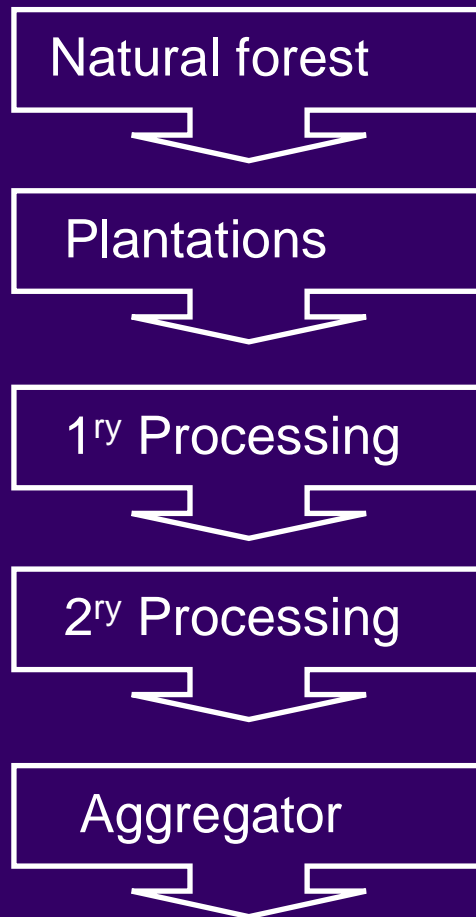 Natural forest
Plantations
1ry Processing
2ry Processing
Aggregator